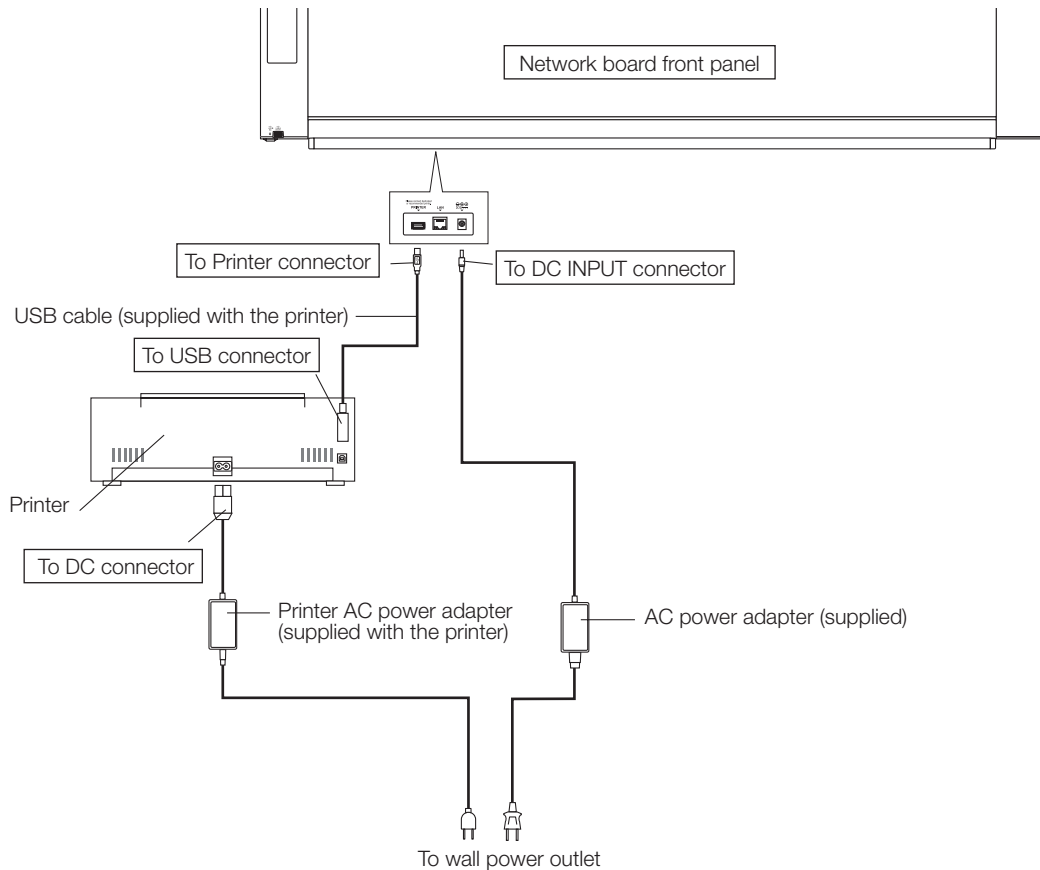 Network board front panel
PRINTER
LAN
To Printer connector
To DC INPUT connector
USB cable (supplied with the printer)
To USB connector
Printer
To DC connector
Printer AC power adapter
(supplied with the printer)
AC power adapter (supplied)
To wall power outlet